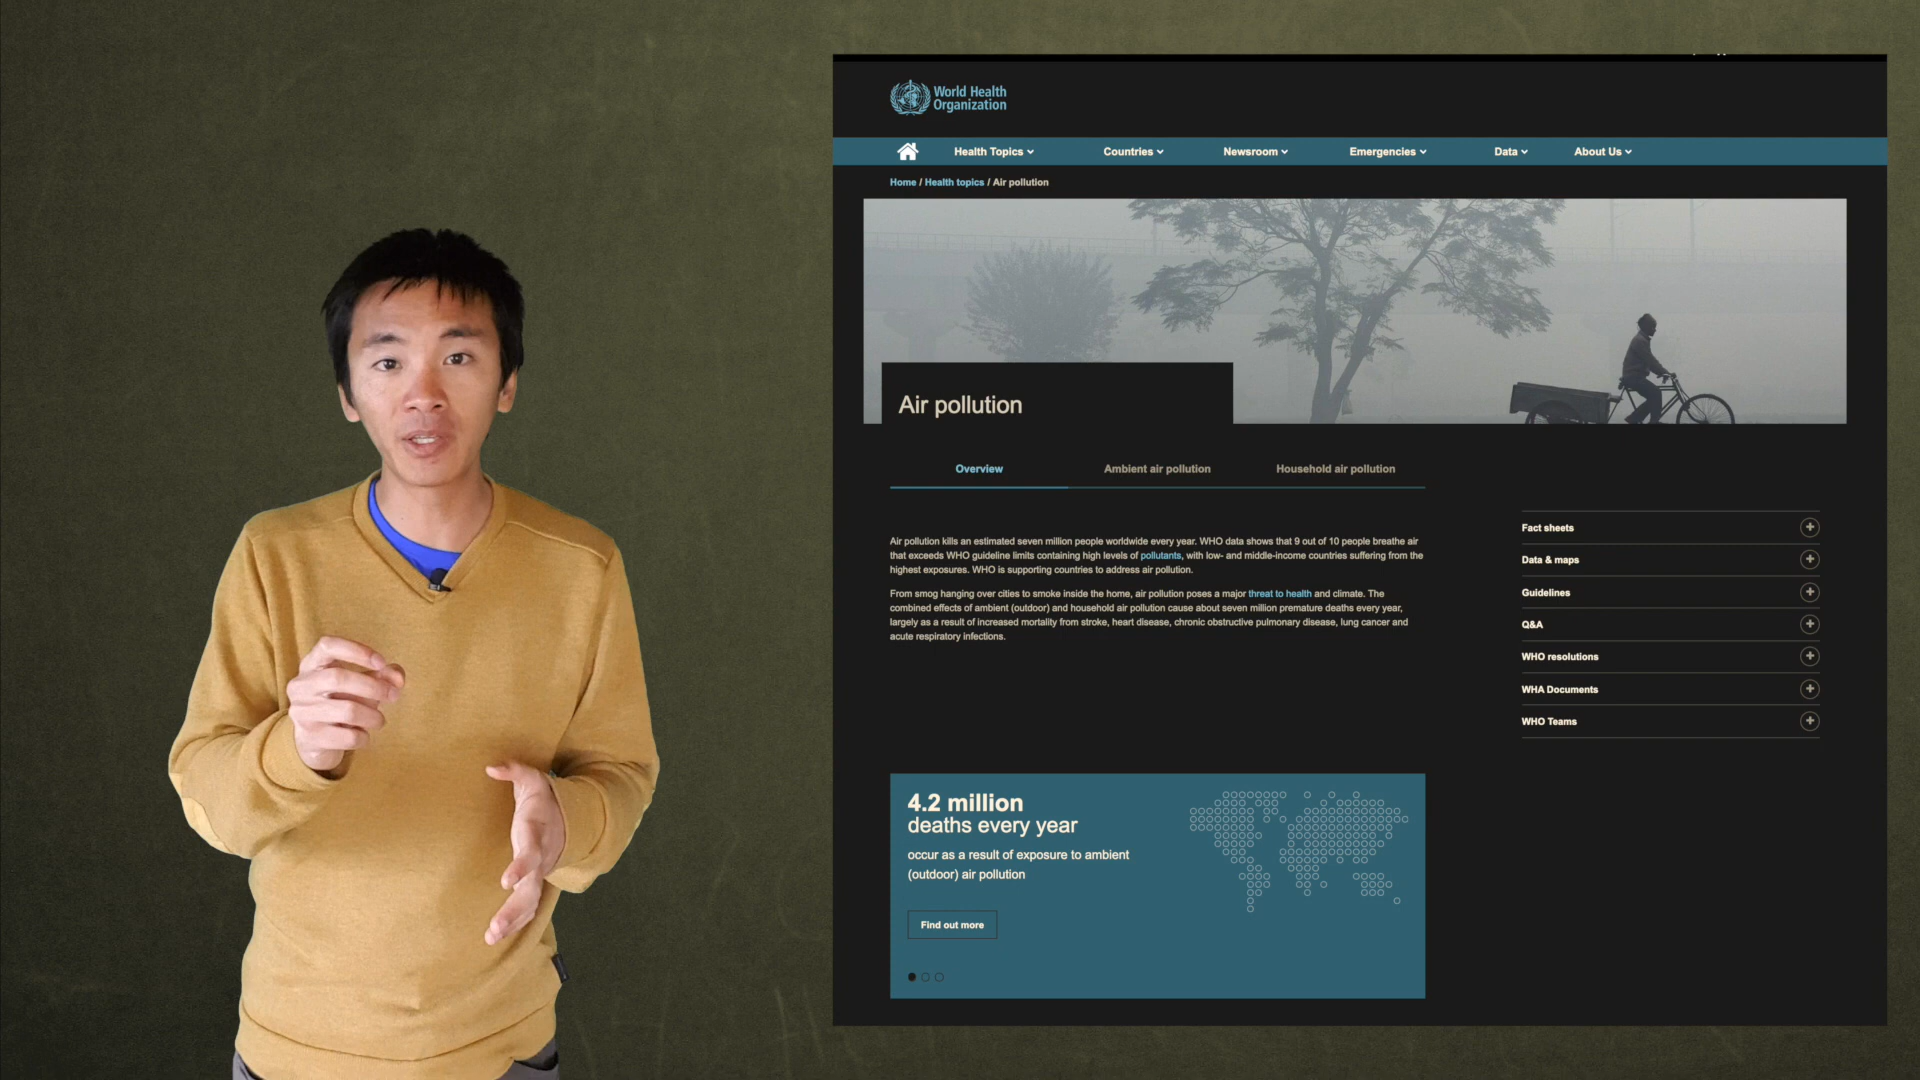 World Health
Organization
Health Topics
Countries
Newsroom
Emergencies
Data
About Us
Home / Health topics / Air pollution
Air pollution
Overview
Ambient air pollution
Household air pollution
Air pollution kills an estimated seven million people worldwide every year. WHO data shows that 9 out of 10 people breathe air
that exceeds WHO guideline limits containing high levels of pollutants, with low- and middle-income countries suffering from the
highest exposures. WHO is supporting countries to address air pollution.
From smog hanging over cities to smoke inside the home, air pollution poses a major threat to health and climate. The
combined effects of ambient (outdoor) and household air pollution cause about seven million premature deaths every year,
largely as a result of increased mortality from stroke, heart disease, chronic obstructive pulmonary disease, lung cancer and
acute respiratory infections.
Fact sheets
Data & maps
Guidelines
Q&A
WHO resolutions
WHA Documents
WHO Teams
4.2 million
deaths every year
occur as a result of exposure to ambient
(outdoor) air pollution
Find out more